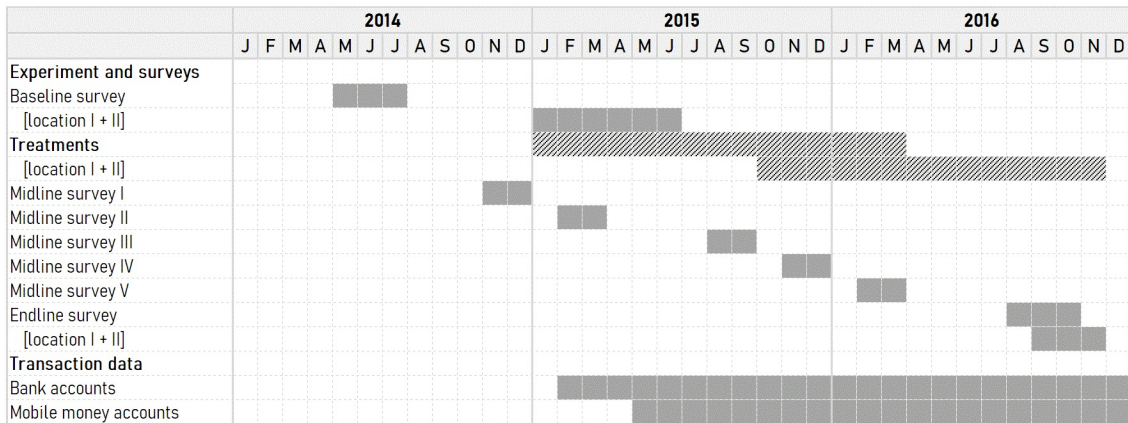 2014 2015 2016
J F M A M J J A S O N D J F M A M J J A S O N D J F M A M J J A S O N D
Experiment and surveys
Baseline survey
[location I + II]
Treatments
[location I + II]
Midline survey I
Midline survey II
Midline survey III
Midline survey IV
Midline survey V
Endline survey
[location I + II]
Transaction data
Bank accounts
Mobile money accounts